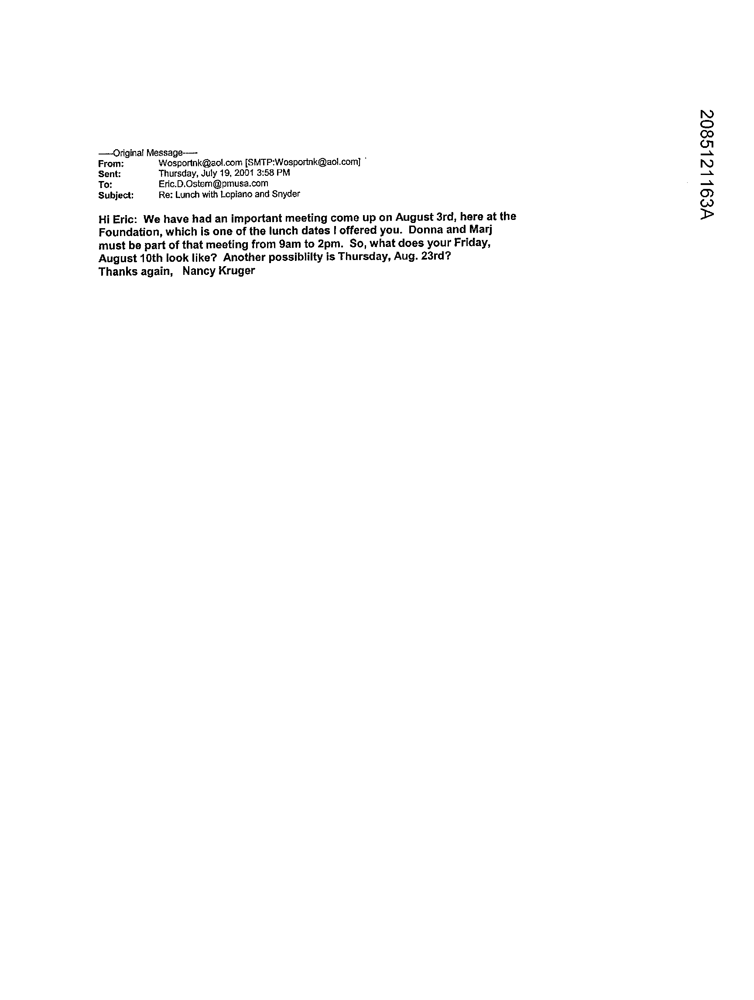 -----Original Message-----
From: Wosportnk@aol.com [SMTP:Wosportnk@aol.com]
Sent: Thursday, July 19, 2001 3:58 PM
To: Eric.D.Ostern@pmusa.com
Subject: Re: Lunch with Lopiano and Snyder
Hi Eric: We have had an important meeting come up on August 3rd, here at the
Foundation, which is one of the lunch dates I offered you. Donna and Marj
must be part of that meeting from 9am to 2pm. So, what does your Friday,
August 10th look like? Another possiblilty is Thursday, Aug. 23rd?
Thanks again, Nancy Kruger
2085121163A